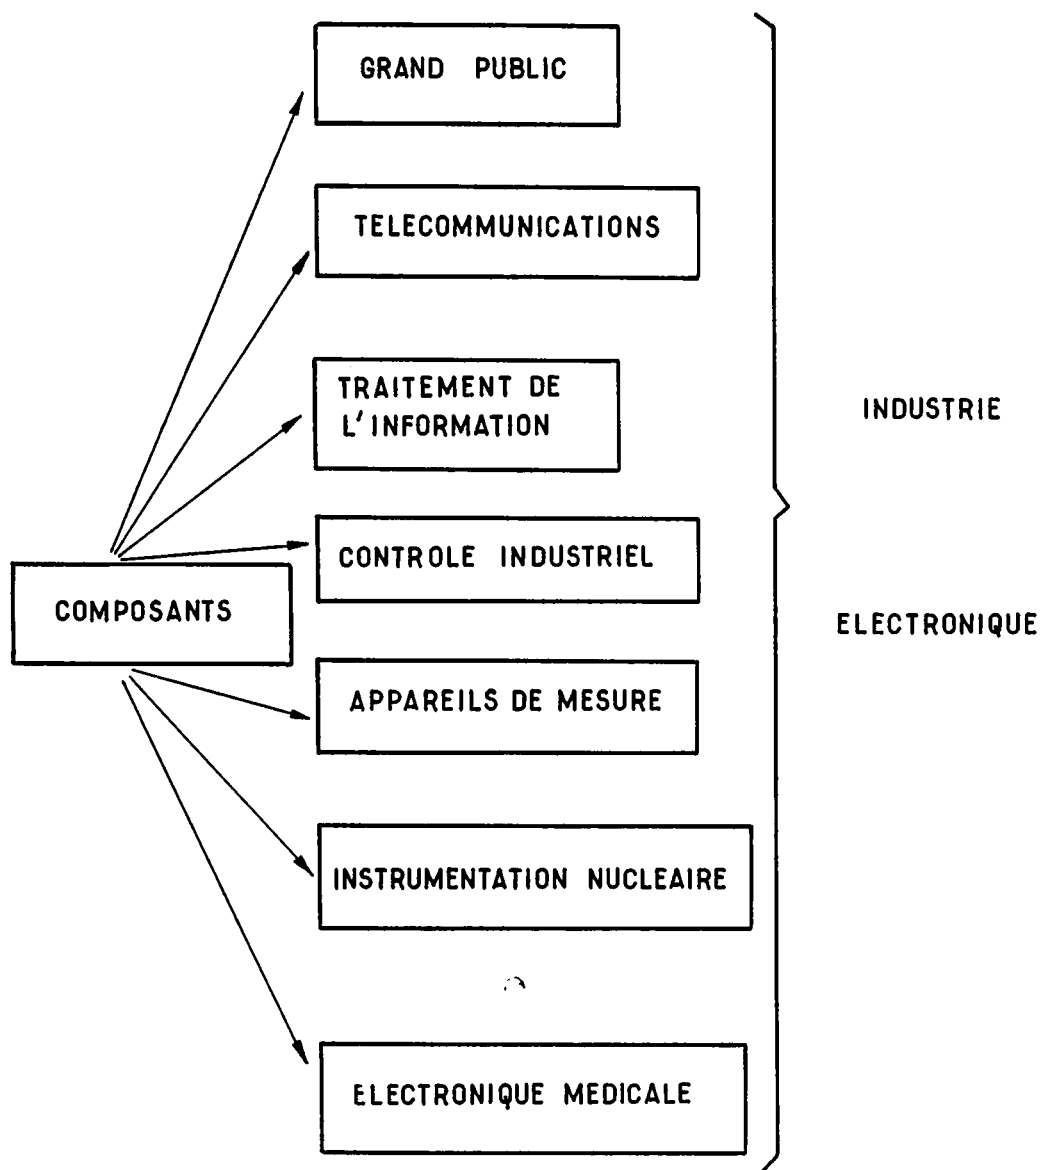 GRAND PUBLIC
TELECOMMUNICATIONS
TRAITEMENT DE
L'INFORMATION
INDUSTRIE
CONTROLE INDUSTRIEL
COMPOSANTS
ELECTRONIQUE
APPAREILS DE MESURE
INSTRUMENTATION NUCLEAIRE
ELECTRONIQUE MEDICALE